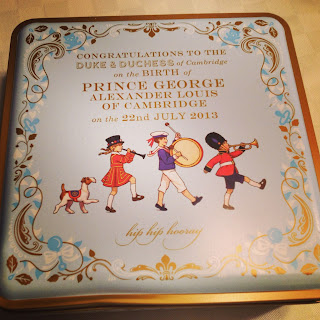 CONGRATULATIONS TO THE
DUKE & DUCHESS of Cambridge
on the BIRTH of
PRINCE GEORGE
ALEXANDER LOUIS
OF CAMBRIDGE
on the 22nd JULY 2013
hip hip hooray